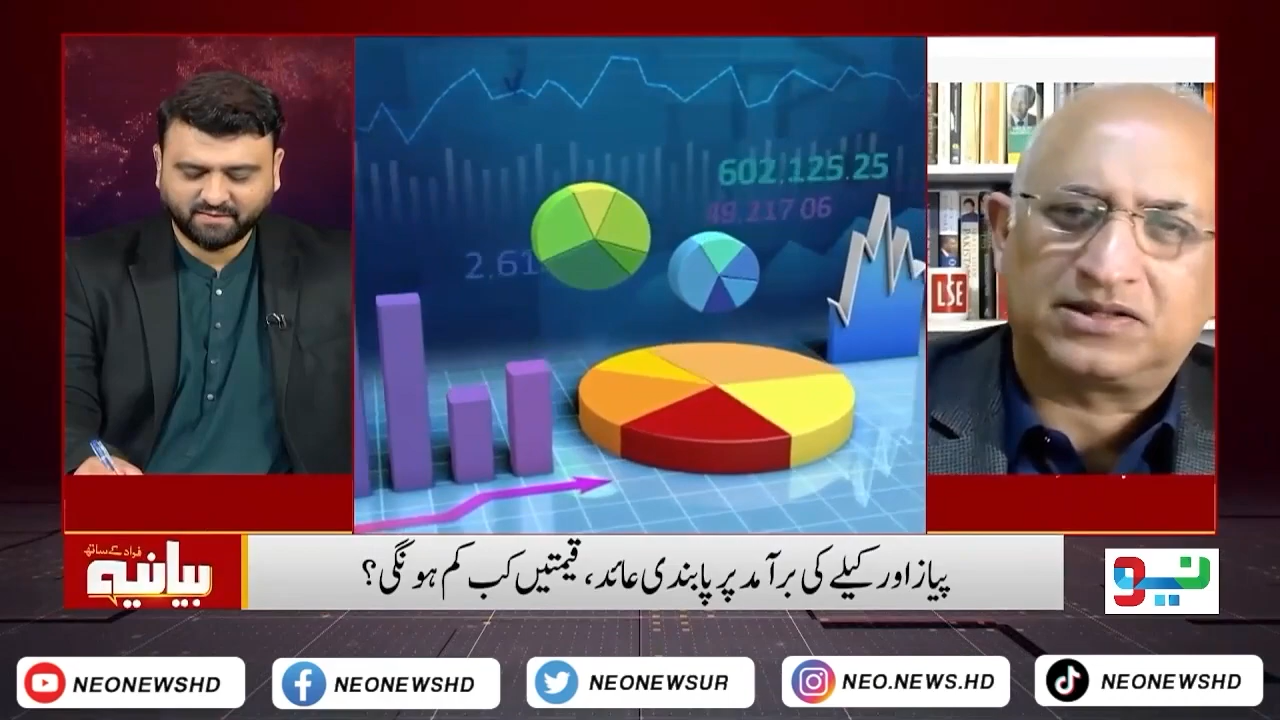 602,125.25
49,217 06
2.61
PAKISTAN
LSE
فواد کے ساتھ
بیانیہ
پیاز اور کیلے کی برآمد پر پابندی عائد، قیمتیں کب کم ہونگی؟
نیو
NEONEWSHD
NEONEWSHD
NEONEWSUR
NEO.NEWS.HD
NEONEWSHD